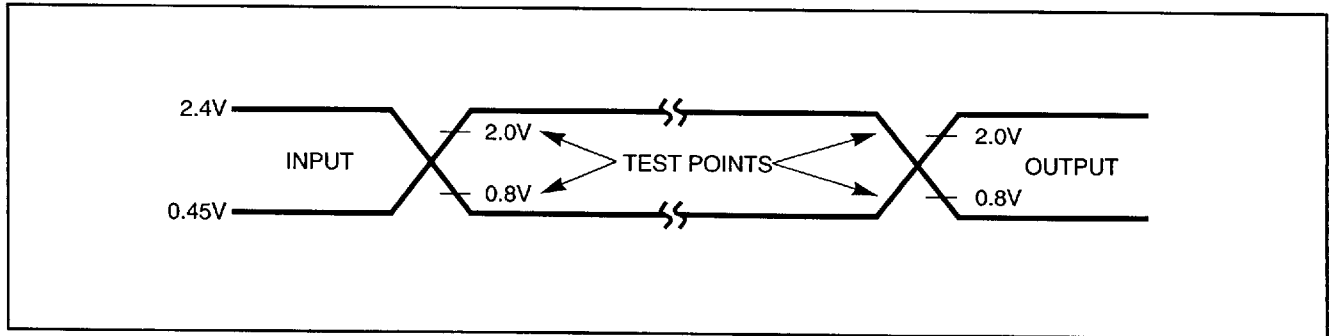 2.4V
2.0V
2.0V
INPUT
TEST POINTS
OUTPUT
0.8V
0.8V
0.45V